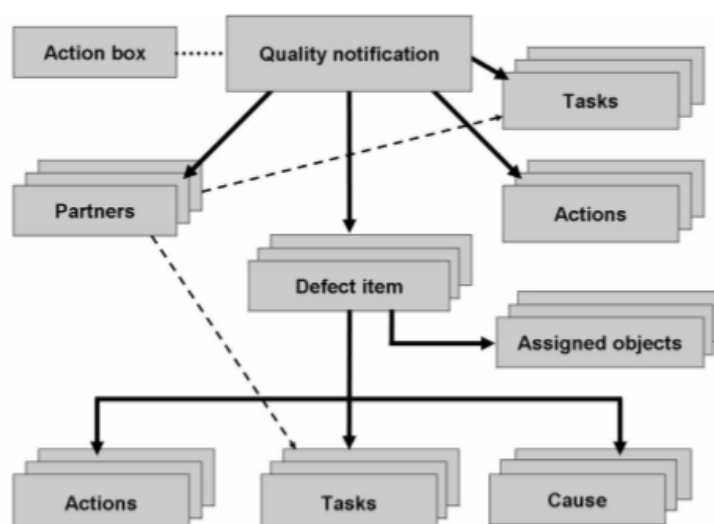 Action box
Quality notification
Tasks
Partners
Actions
Defect item
Assigned objects
Actions
Tasks
Cause